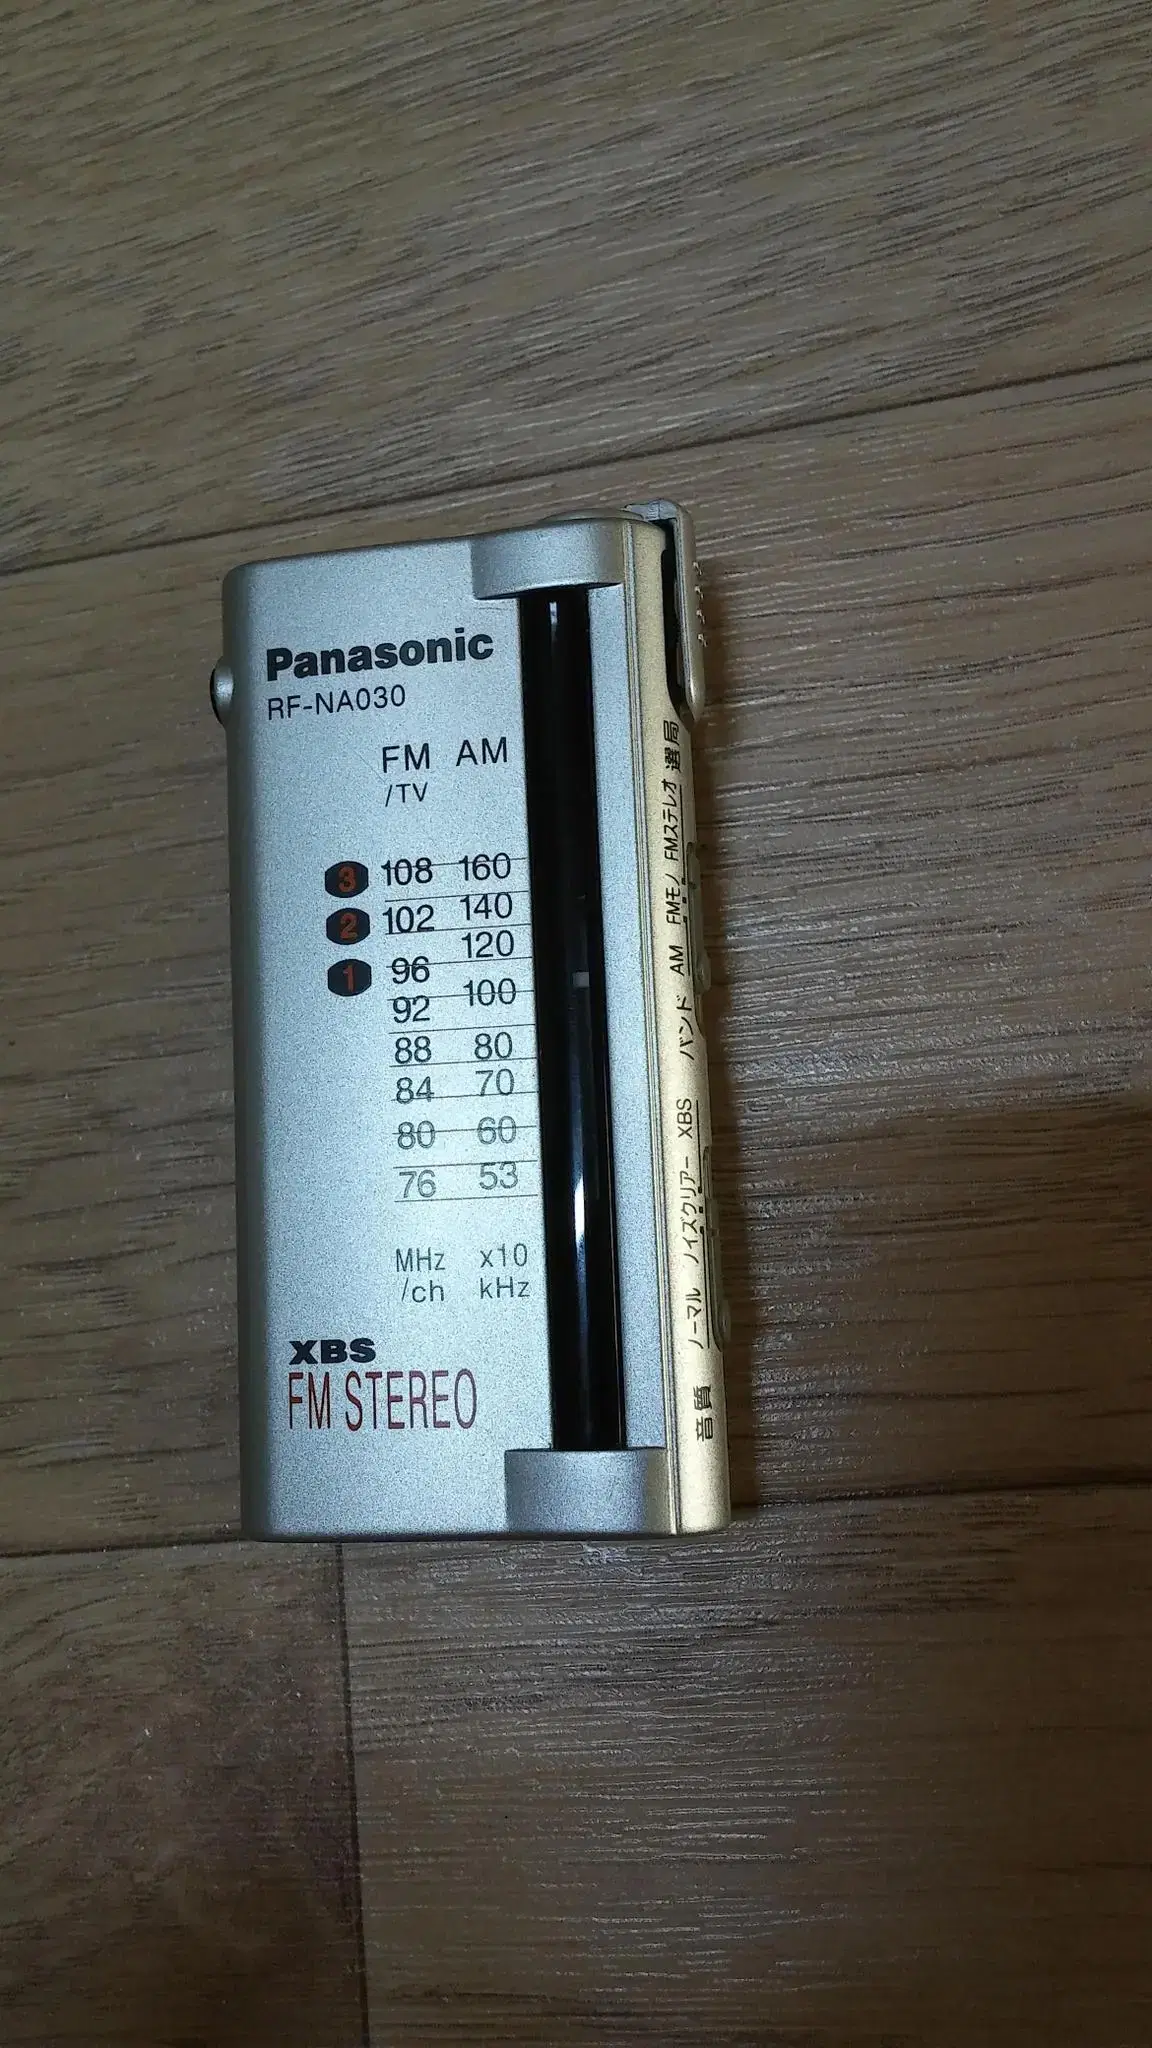 Panasonic
RF-NA030
FM AM
/TV
3 108 160
2 102 140
120
1 96
92 100
88 80
84 70
80 60
76 53
MHz x10
/ch kHz
XBS
FM STEREO
音質 ノーマル ノイズクリアー XBS バンド AM FMモノ FMステレオ 選局